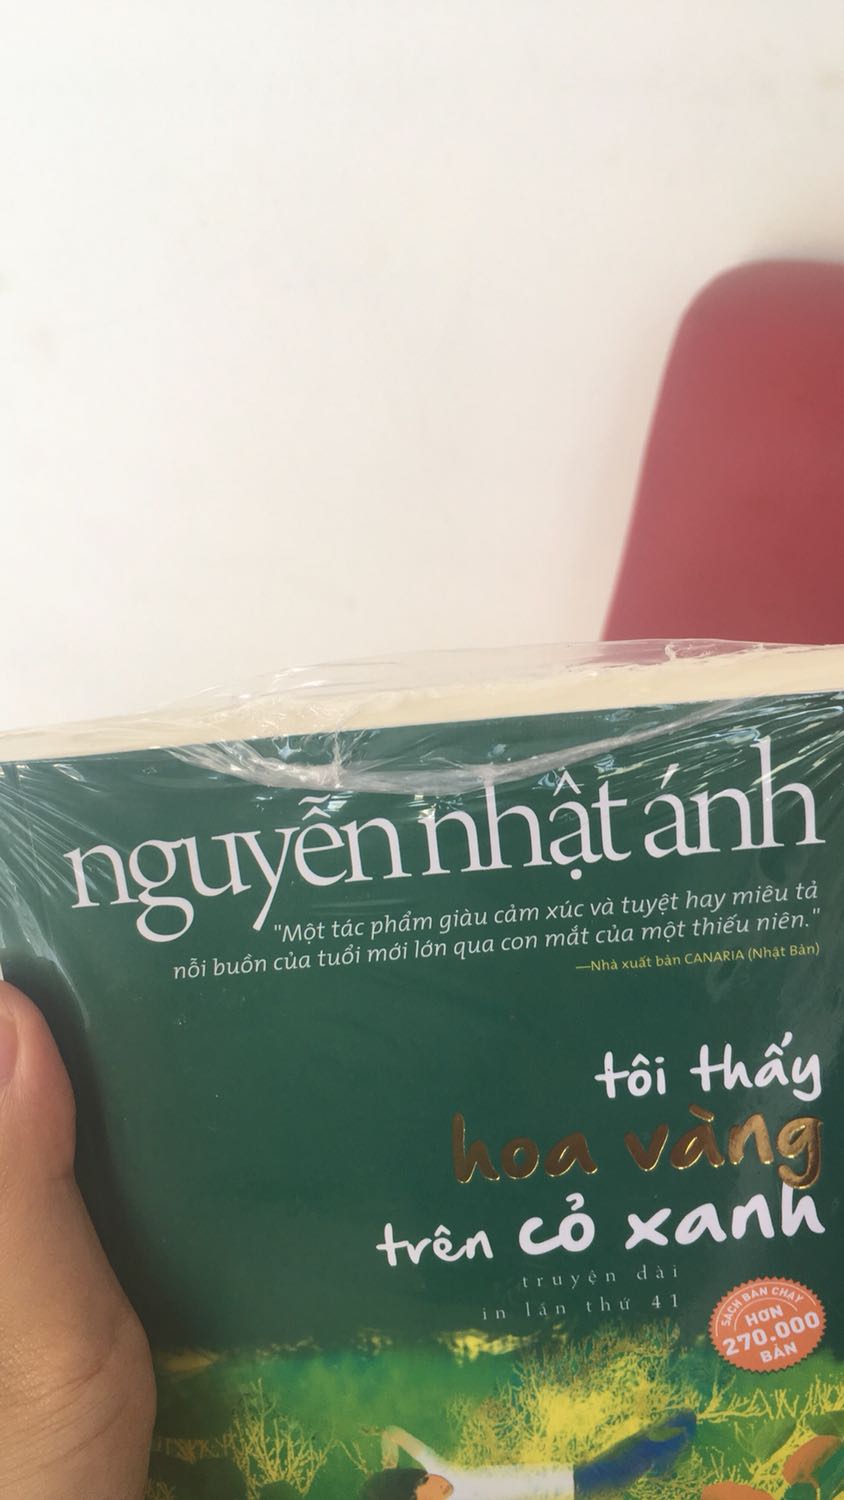 nguyễn nhật ánh
"Một tác phẩm giàu cảm xúc và tuyệt hay miêu tả
nỗi buồn của tuổi mới lớn qua con mắt của một thiếu niên."
—Nhà xuất bản CANARIA (Nhật Bản)
tôi thấy
hoa vàng
trên cỏ xanh
truyện dài
in lần thứ 41
SÁCH BÁN CHẠY
HƠN
270.000
BẢN